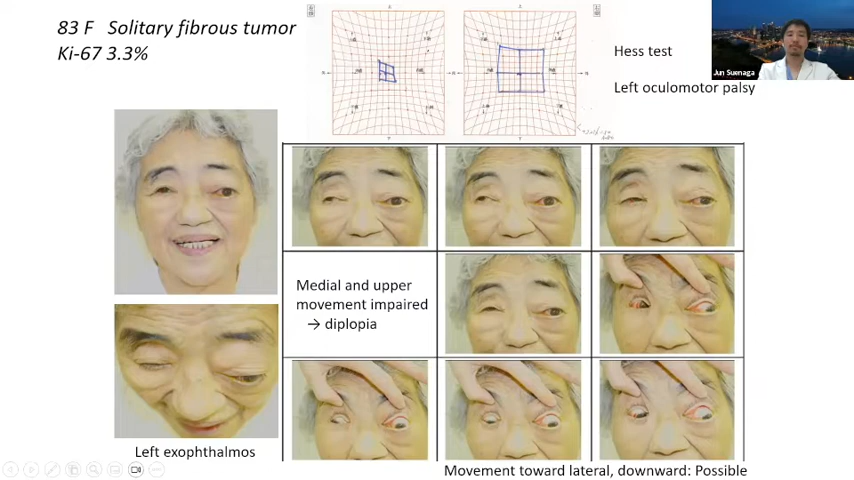 83 F Solitary fibrous tumor
Ki-67 3.3%
Hess test
Left oculomotor palsy
Jun Suenaga
Medial and upper
movement impaired
→ diplopia
Left exophthalmos
Movement toward lateral, downward: Possible